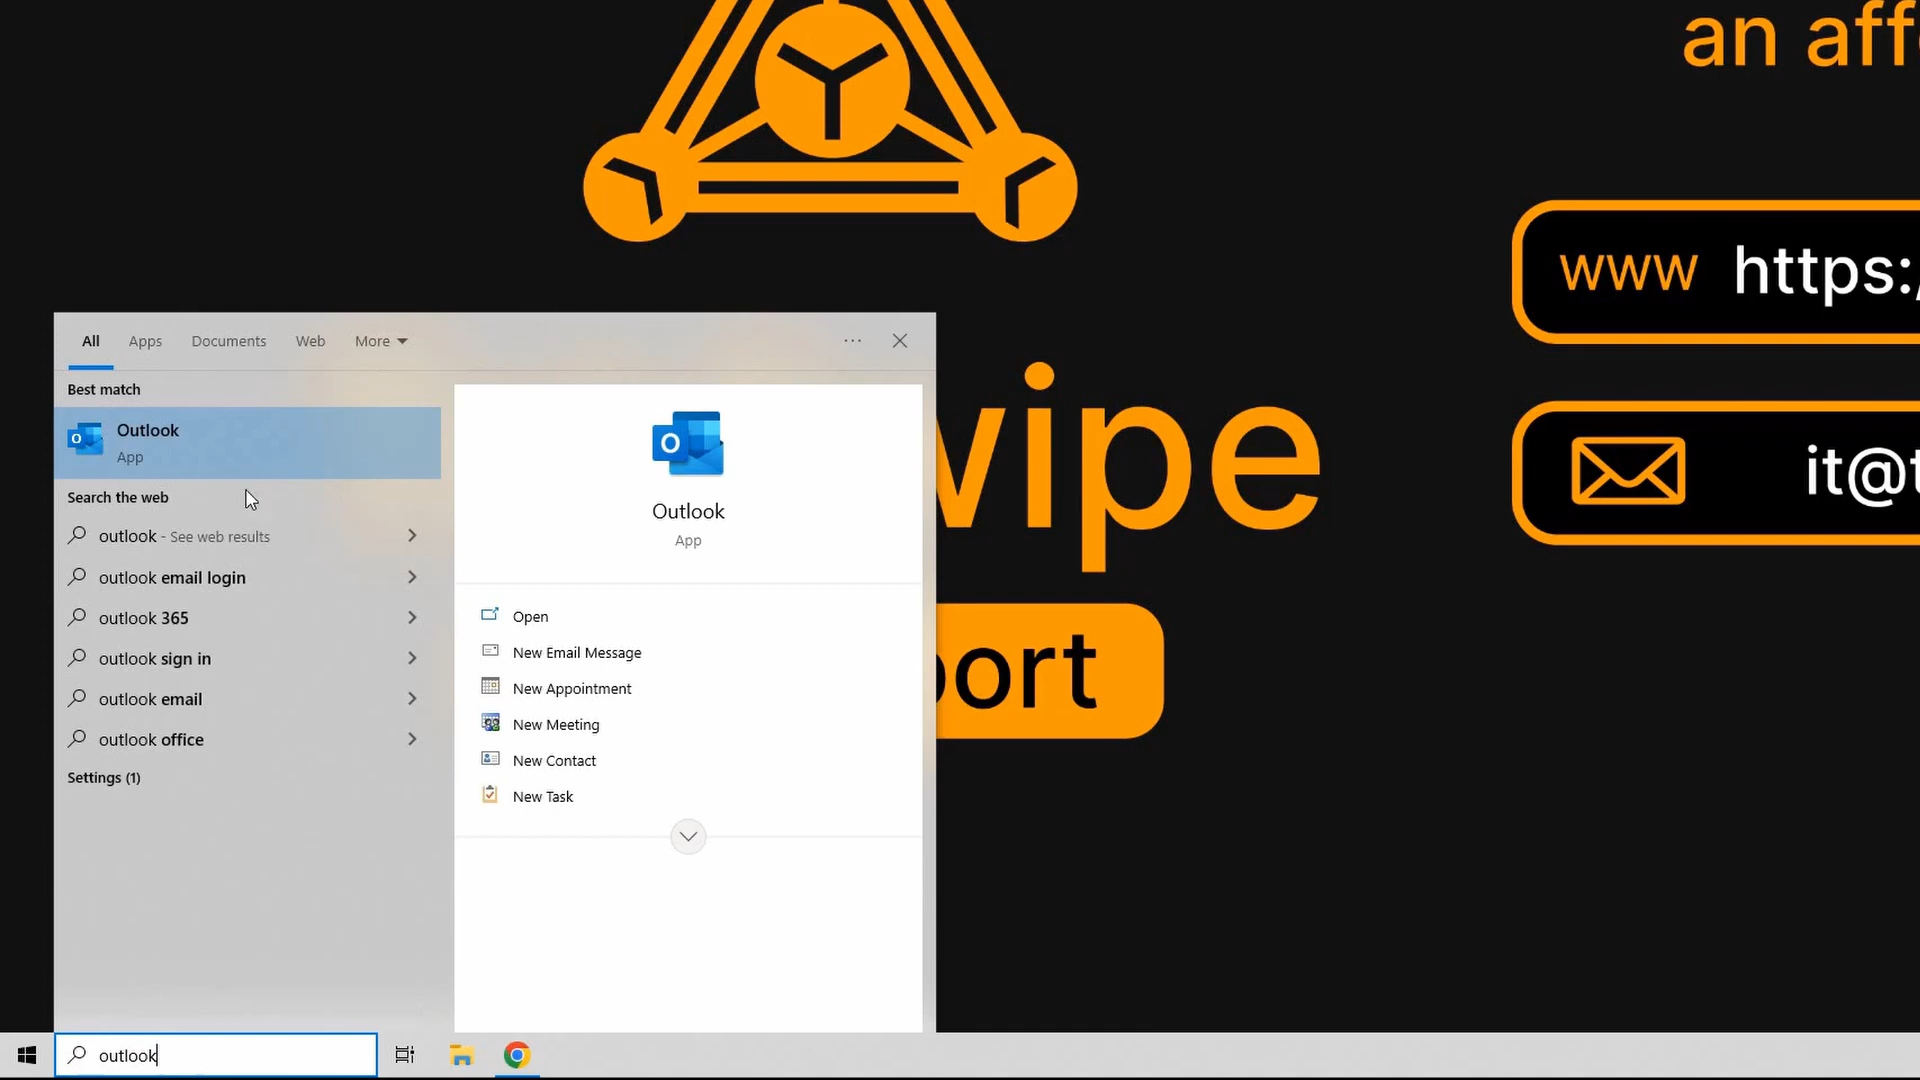 an aff
www https:/
it@t
vipe
port
All Apps Documents Web More
Best match
Outlook
App
Search the web
outlook - See web results
outlook email login
outlook 365
outlook sign in
outlook email
outlook office
Settings (1)
Outlook
App
Open
New Email Message
New Appointment
New Meeting
New Contact
New Task
outlook